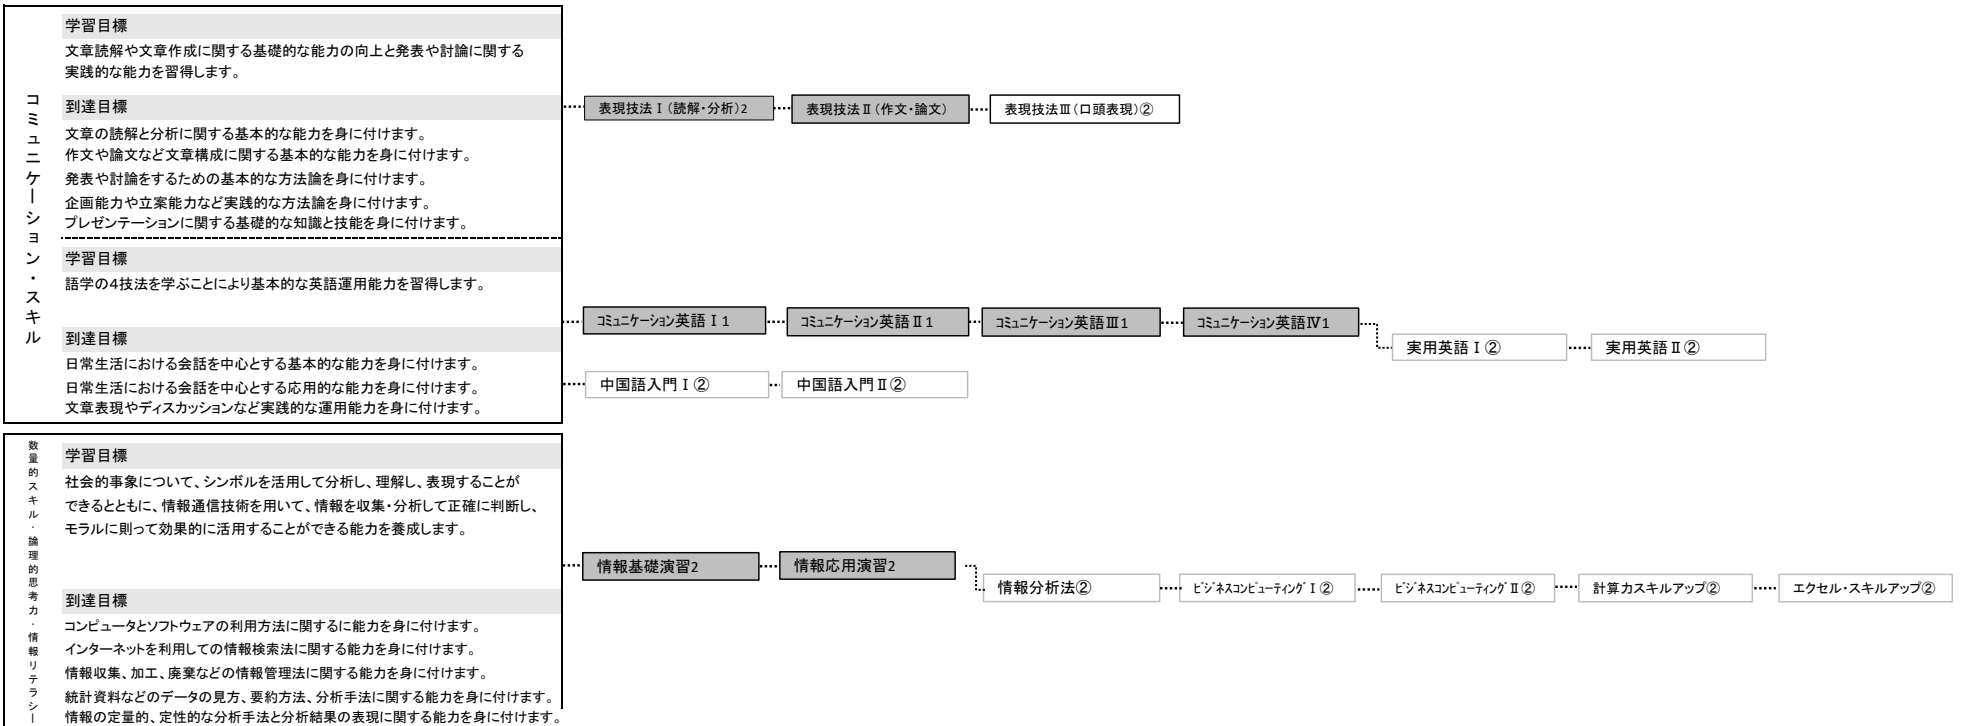 コミュニケーション・スキル
学習目標
文章読解や文章作成に関する基礎的な能力の向上と発表や討論に関する
実践的な能力を習得します。
到達目標
文章の読解と分析に関する基本的な能力を身に付けます。
作文や論文など文章構成に関する基本的な能力を身に付けます。
発表や討論をするための基本的な方法論を身に付けます。
企画能力や立案能力など実践的な方法論を身に付けます。
プレゼンテーションに関する基礎的な知識と技能を身に付けます。
表現技法Ⅰ(読解・分析)2
表現技法Ⅱ(作文・論文)
表現技法Ⅲ(口頭表現)②
学習目標
語学の4技法を学ぶことにより基本的な英語運用能力を習得します。
到達目標
日常生活における会話を中心とする基本的な能力を身に付けます。
日常生活における会話を中心とする応用的な能力を身に付けます。
文章表現やディスカッションなど実践的な運用能力を身に付けます。
コミュニケーション英語Ⅰ1
コミュニケーション英語Ⅱ1
コミュニケーション英語Ⅲ1
コミュニケーション英語Ⅳ1
実用英語Ⅰ②
実用英語Ⅱ②
中国語入門Ⅰ②
中国語入門Ⅱ②
数量的スキル・論理的思考力・情報リテラシー
学習目標
社会的事象について、シンボルを活用して分析し、理解し、表現することが
できるとともに、情報通信技術を用いて、情報を収集・分析して正確に判断し、
モラルに則って効果的に活用することができる能力を養成します。
到達目標
コンピュータとソフトウェアの利用方法に関するに能力を身に付けます。
インターネットを利用しての情報検索法に関する能力を身に付けます。
情報収集、加工、廃棄などの情報管理法に関する能力を身に付けます。
統計資料などのデータの見方、要約方法、分析手法に関する能力を身に付けます。
情報の定量的、定性的な分析手法と分析結果の表現に関する能力を身に付けます。
情報基礎演習2
情報応用演習2
情報分析法②
ビジネスコンピューティングⅠ②
ビジネスコンピューティングⅡ②
計算力スキルアップ②
エクセル・スキルアップ②